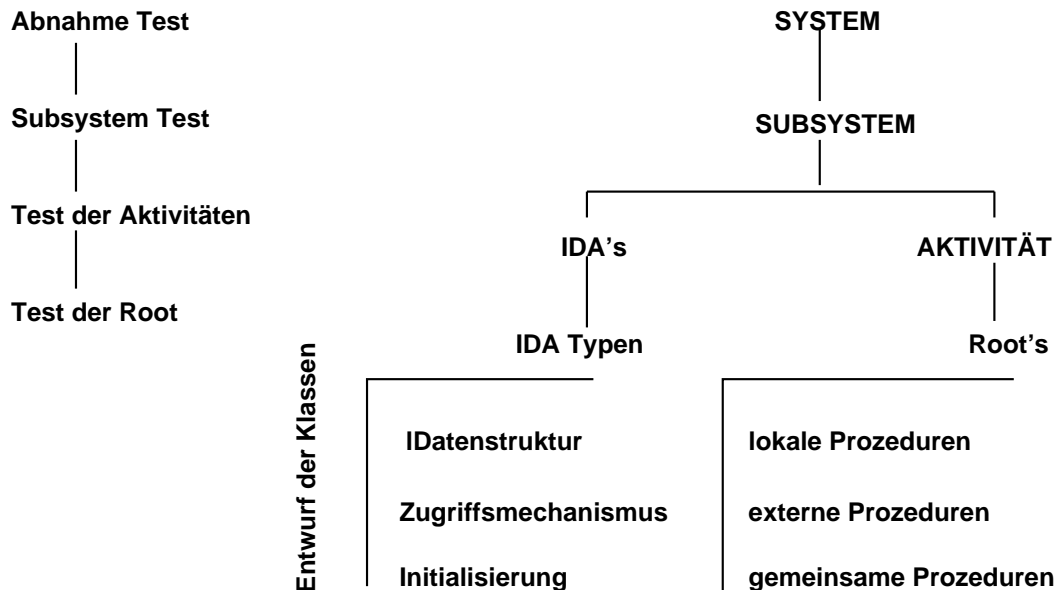 Abnahme Test
Subsystem Test
Test der Aktivitäten
Test der Root
SYSTEM
SUBSYSTEM
IDA's
AKTIVITÄT
IDA Typen
Root's
Entwurf der Klassen
IDatenstruktur
lokale Prozeduren
Zugriffsmechanismus
externe Prozeduren
Initialisierung
gemeinsame Prozeduren